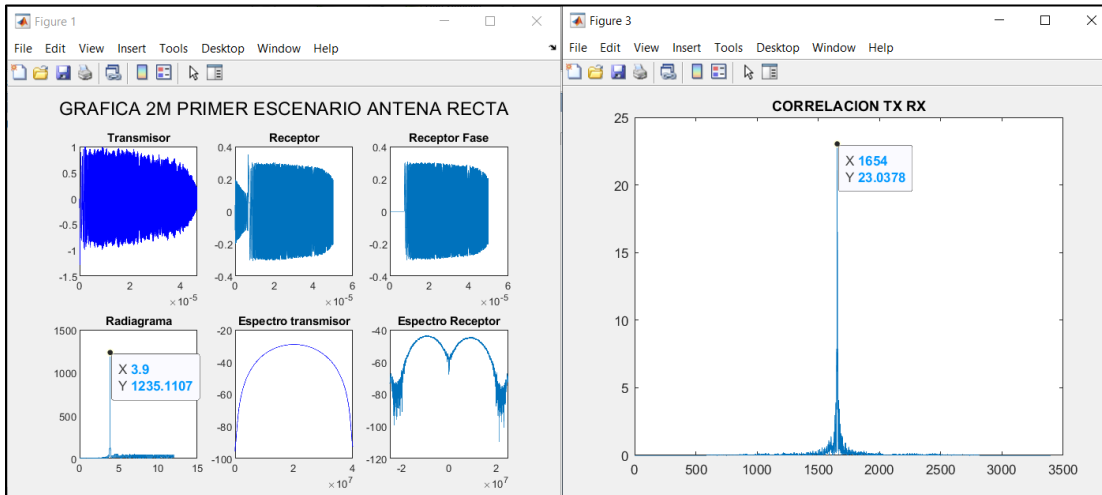 Figure 1
File Edit View Insert Tools Desktop Window Help
GRAFICA 2M PRIMER ESCENARIO ANTENA RECTA
Transmisor
1
0.5
0
-0.5
-1
-1.5
0 2 4
×10-5
Receptor
0.4
0.2
0
-0.2
-0.4
0 2 4 6
×10-5
Receptor Fase
0.4
0.2
0
-0.2
-0.4
0 2 4 6
×10-5
Radiagrama
1500
1000
500
0
X 3.9
Y 1235.1107
0 5 10 15
Espectro transmisor
-20
-40
-60
-80
-100
0 2 4
×107
Espectro Receptor
-40
-60
-80
-100
-120
-2 0 2
×107
Figure 3
File Edit View Insert Tools Desktop Window Help
CORRELACION TX RX
25
20
15
10
5
0
X 1654
Y 23.0378
0 500 1000 1500 2000 2500 3000 3500